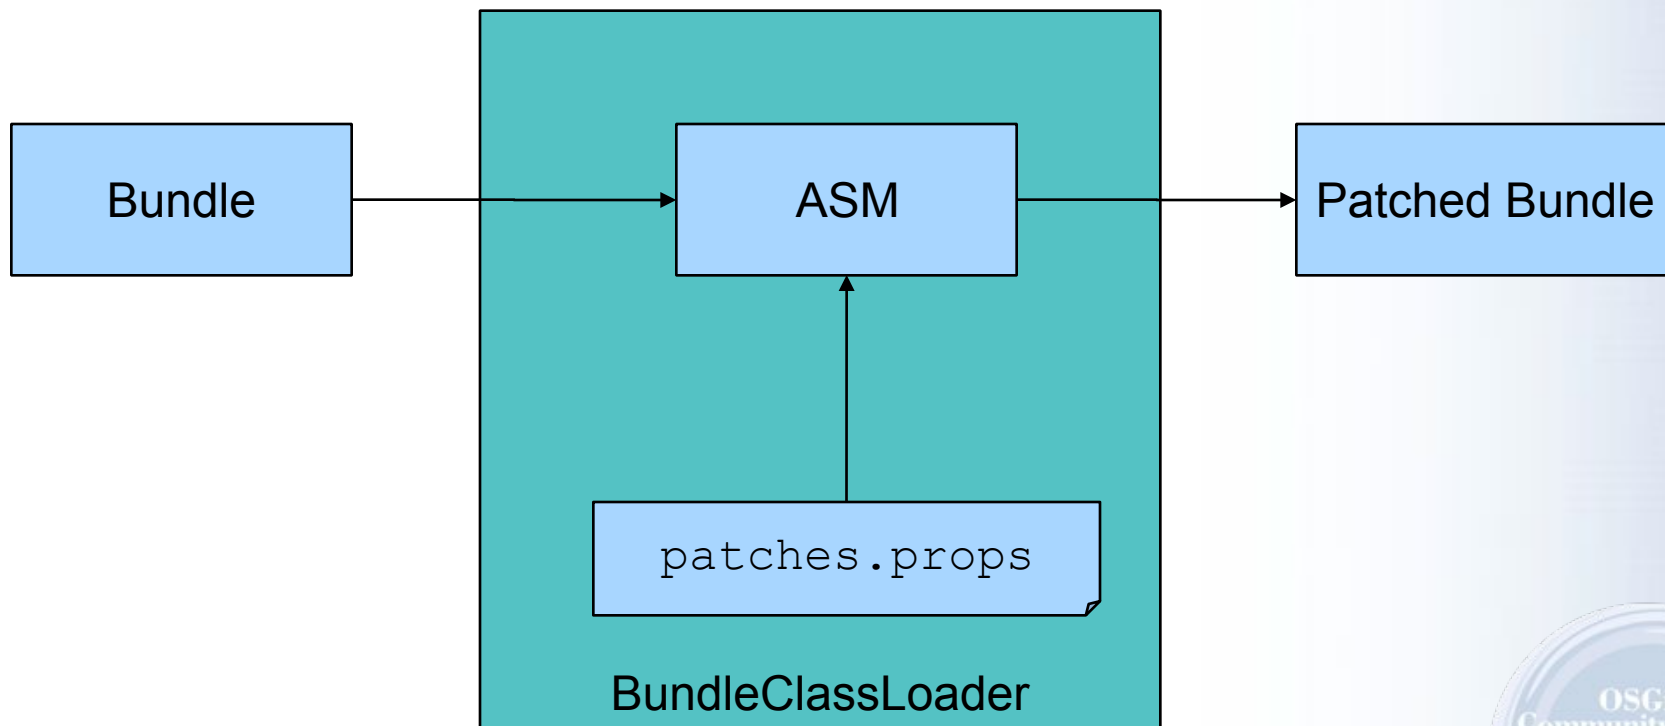 Bundle
ASM
Patched Bundle
patches.props
BundleClassLoader
OSG